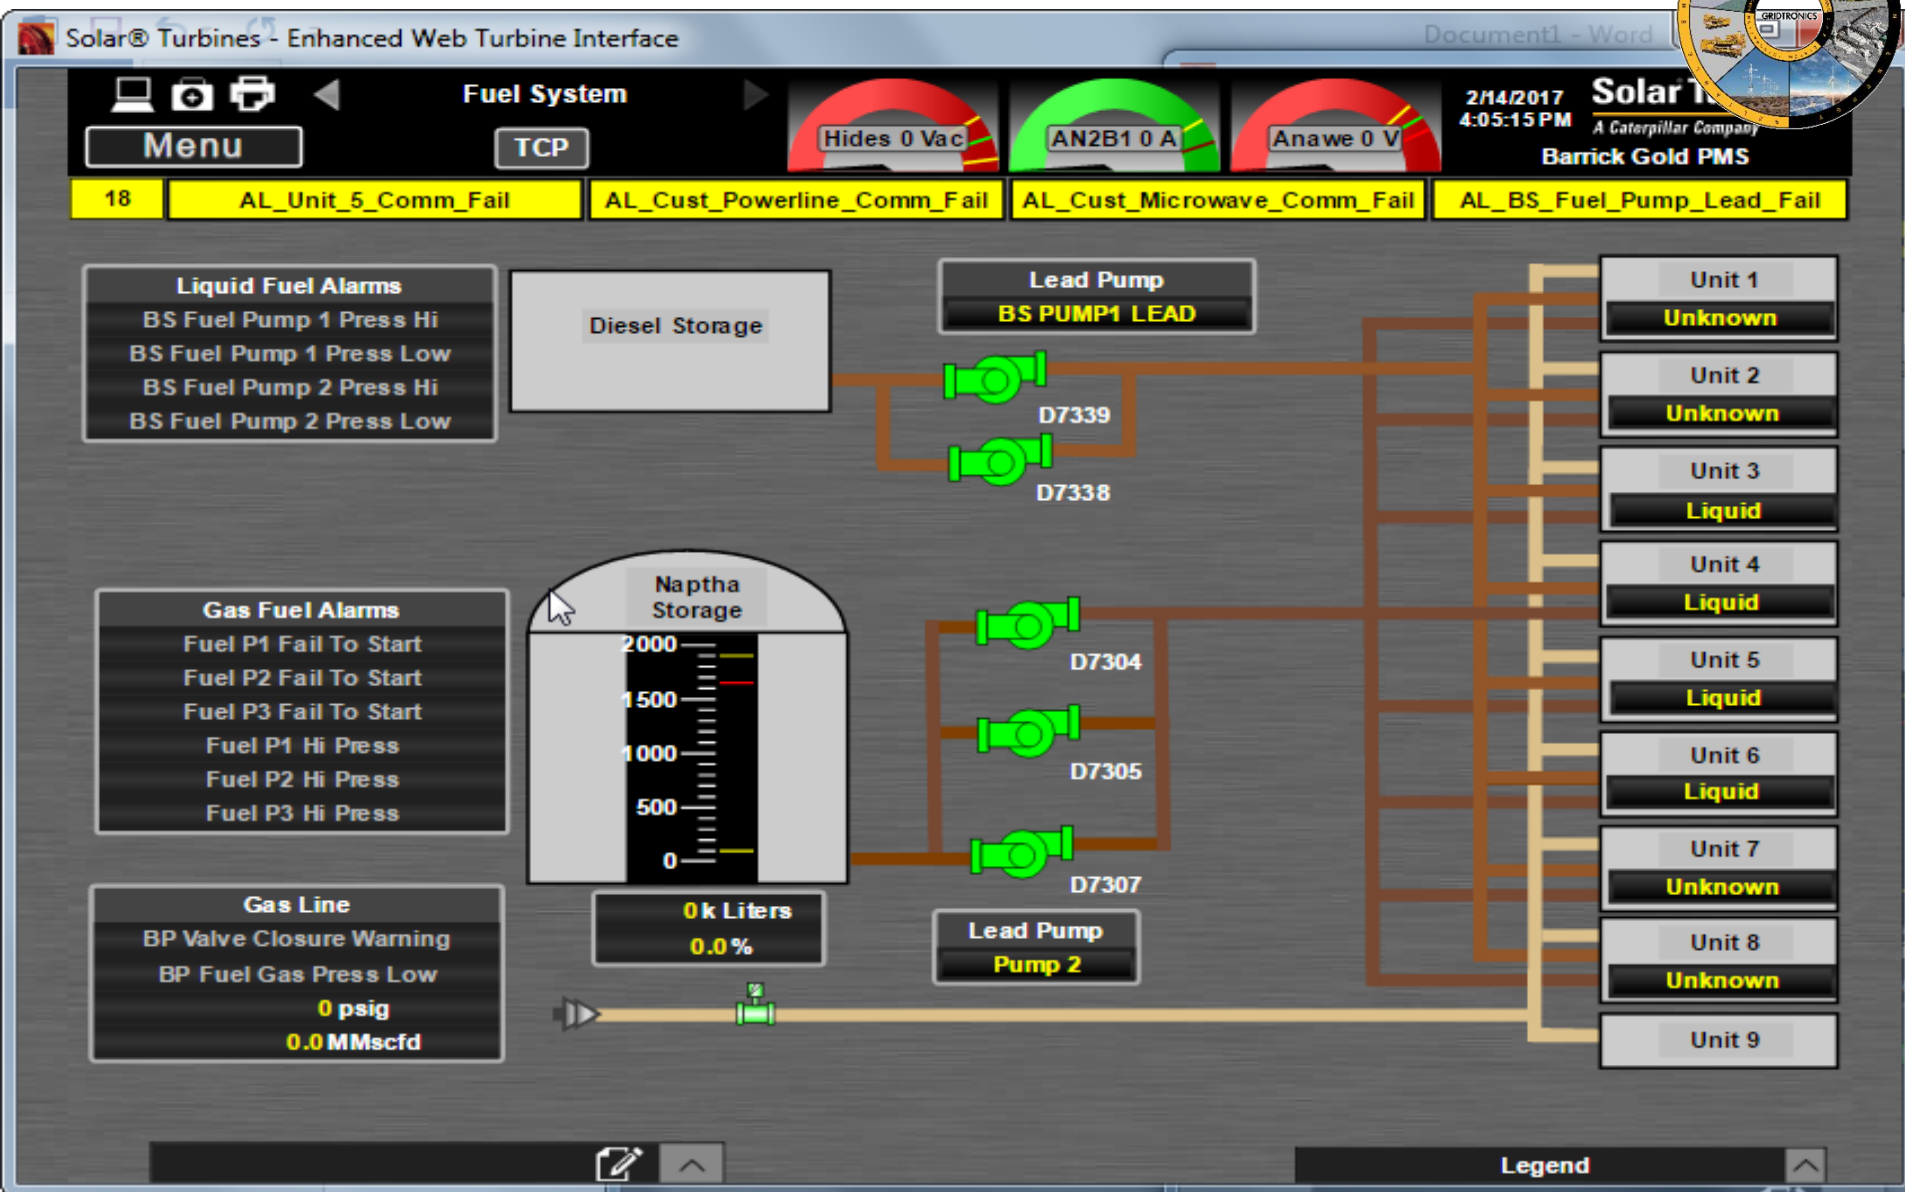 Solar® Turbines - Enhanced Web Turbine Interface
Document1 - Word
GRIDTRONICS
Fuel System
Menu
TCP
Hides 0 Vac
AN2B1 0 A
Anawe 0 V
2/14/2017
4:05:15 PM
Solar
A Caterpillar Company
Barrick Gold PMS
18
AL_Unit_5_Comm_Fail
AL_Cust_Powerline_Comm_Fail
AL_Cust_Microwave_Comm_Fail
AL_BS_Fuel_Pump_Lead_Fail
Liquid Fuel Alarms
BS Fuel Pump 1 Press Hi
BS Fuel Pump 1 Press Low
BS Fuel Pump 2 Press Hi
BS Fuel Pump 2 Press Low
Diesel Storage
Lead Pump
BS PUMP1 LEAD
D7339
D7338
Gas Fuel Alarms
Fuel P1 Fail To Start
Fuel P2 Fail To Start
Fuel P3 Fail To Start
Fuel P1 Hi Press
Fuel P2 Hi Press
Fuel P3 Hi Press
Naptha
Storage
2000
1500
1000
500
0
0 k Liters
0.0 %
D7304
D7305
D7307
Lead Pump
Pump 2
Gas Line
BP Valve Closure Warning
BP Fuel Gas Press Low
0 psig
0.0 MMscfd
Unit 1
Unknown
Unit 2
Unknown
Unit 3
Liquid
Unit 4
Liquid
Unit 5
Liquid
Unit 6
Liquid
Unit 7
Unknown
Unit 8
Unknown
Unit 9
Legend